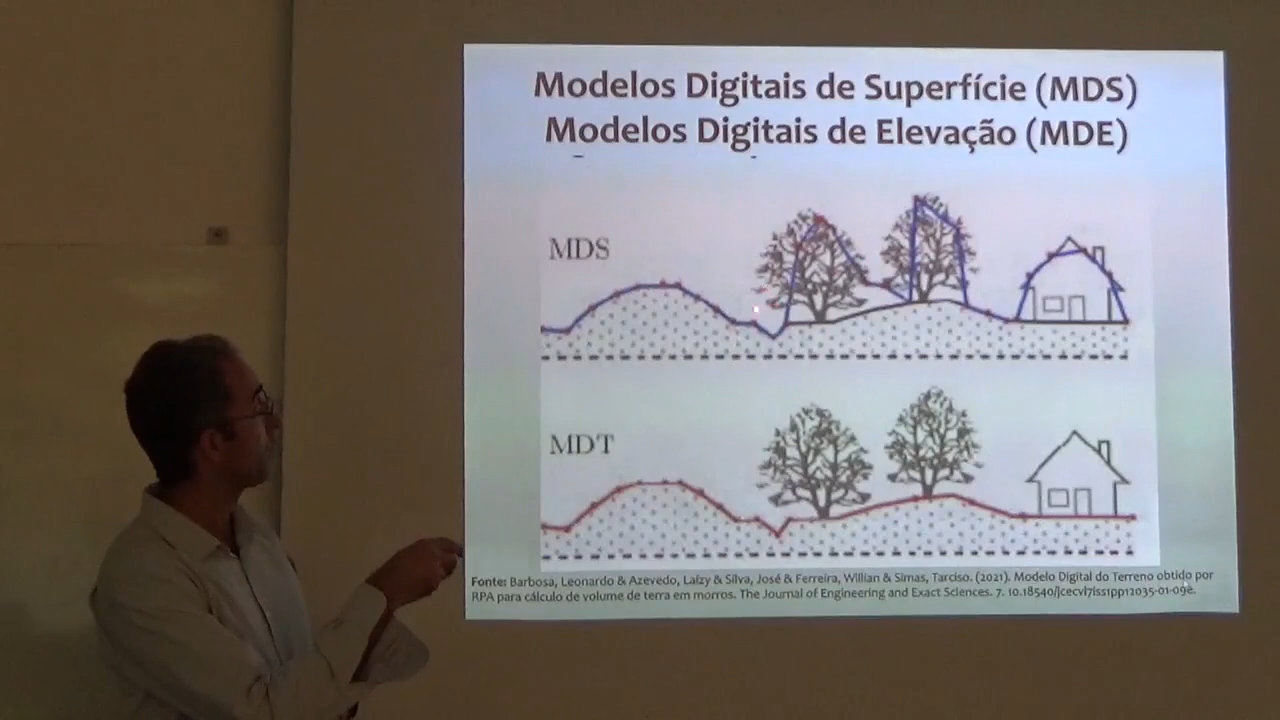 Modelos Digitais de Superfície (MDS)
Modelos Digitais de Elevação (MDE)
MDS
MDT
Fonte: Barbosa, Leonardo & Azevedo, Laízy & Silva, José & Ferreira, Willian & Simas, Tarciso. (2021). Modelo Digital do Terreno obtido por
RPA para cálculo de volume de terra em morros. The Journal of Engineering and Exact Sciences. 7. 10.18540/jcecvl7iss1pp12035-01-09e.